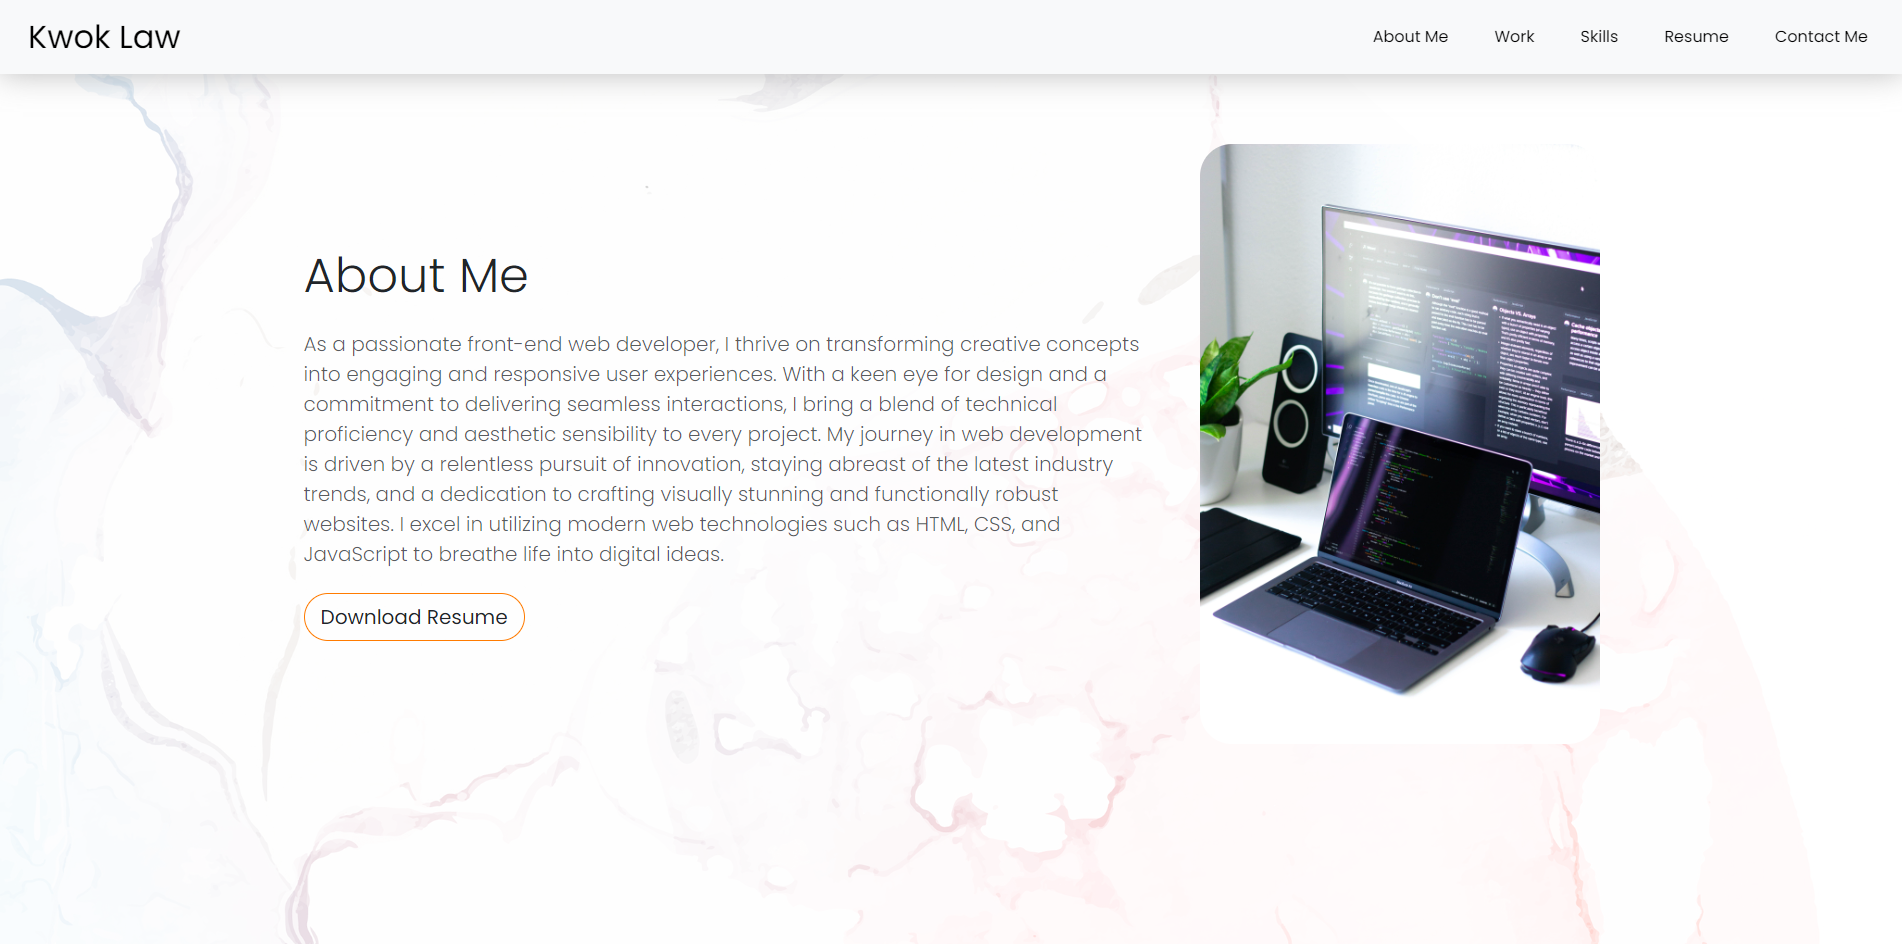 Kwok Law
About Me
Work
Skills
Resume
Contact Me
About Me
As a passionate front-end web developer, I thrive on transforming creative concepts
into engaging and responsive user experiences. With a keen eye for design and a
commitment to delivering seamless interactions, I bring a blend of technical
proficiency and aesthetic sensibility to every project. My journey in web development
is driven by a relentless pursuit of innovation, staying abreast of the latest industry
trends, and a dedication to crafting visually stunning and functionally robust
websites. I excel in utilizing modern web technologies such as HTML, CSS, and
JavaScript to breathe life into digital ideas.
Download Resume
Objects VS. Arrays